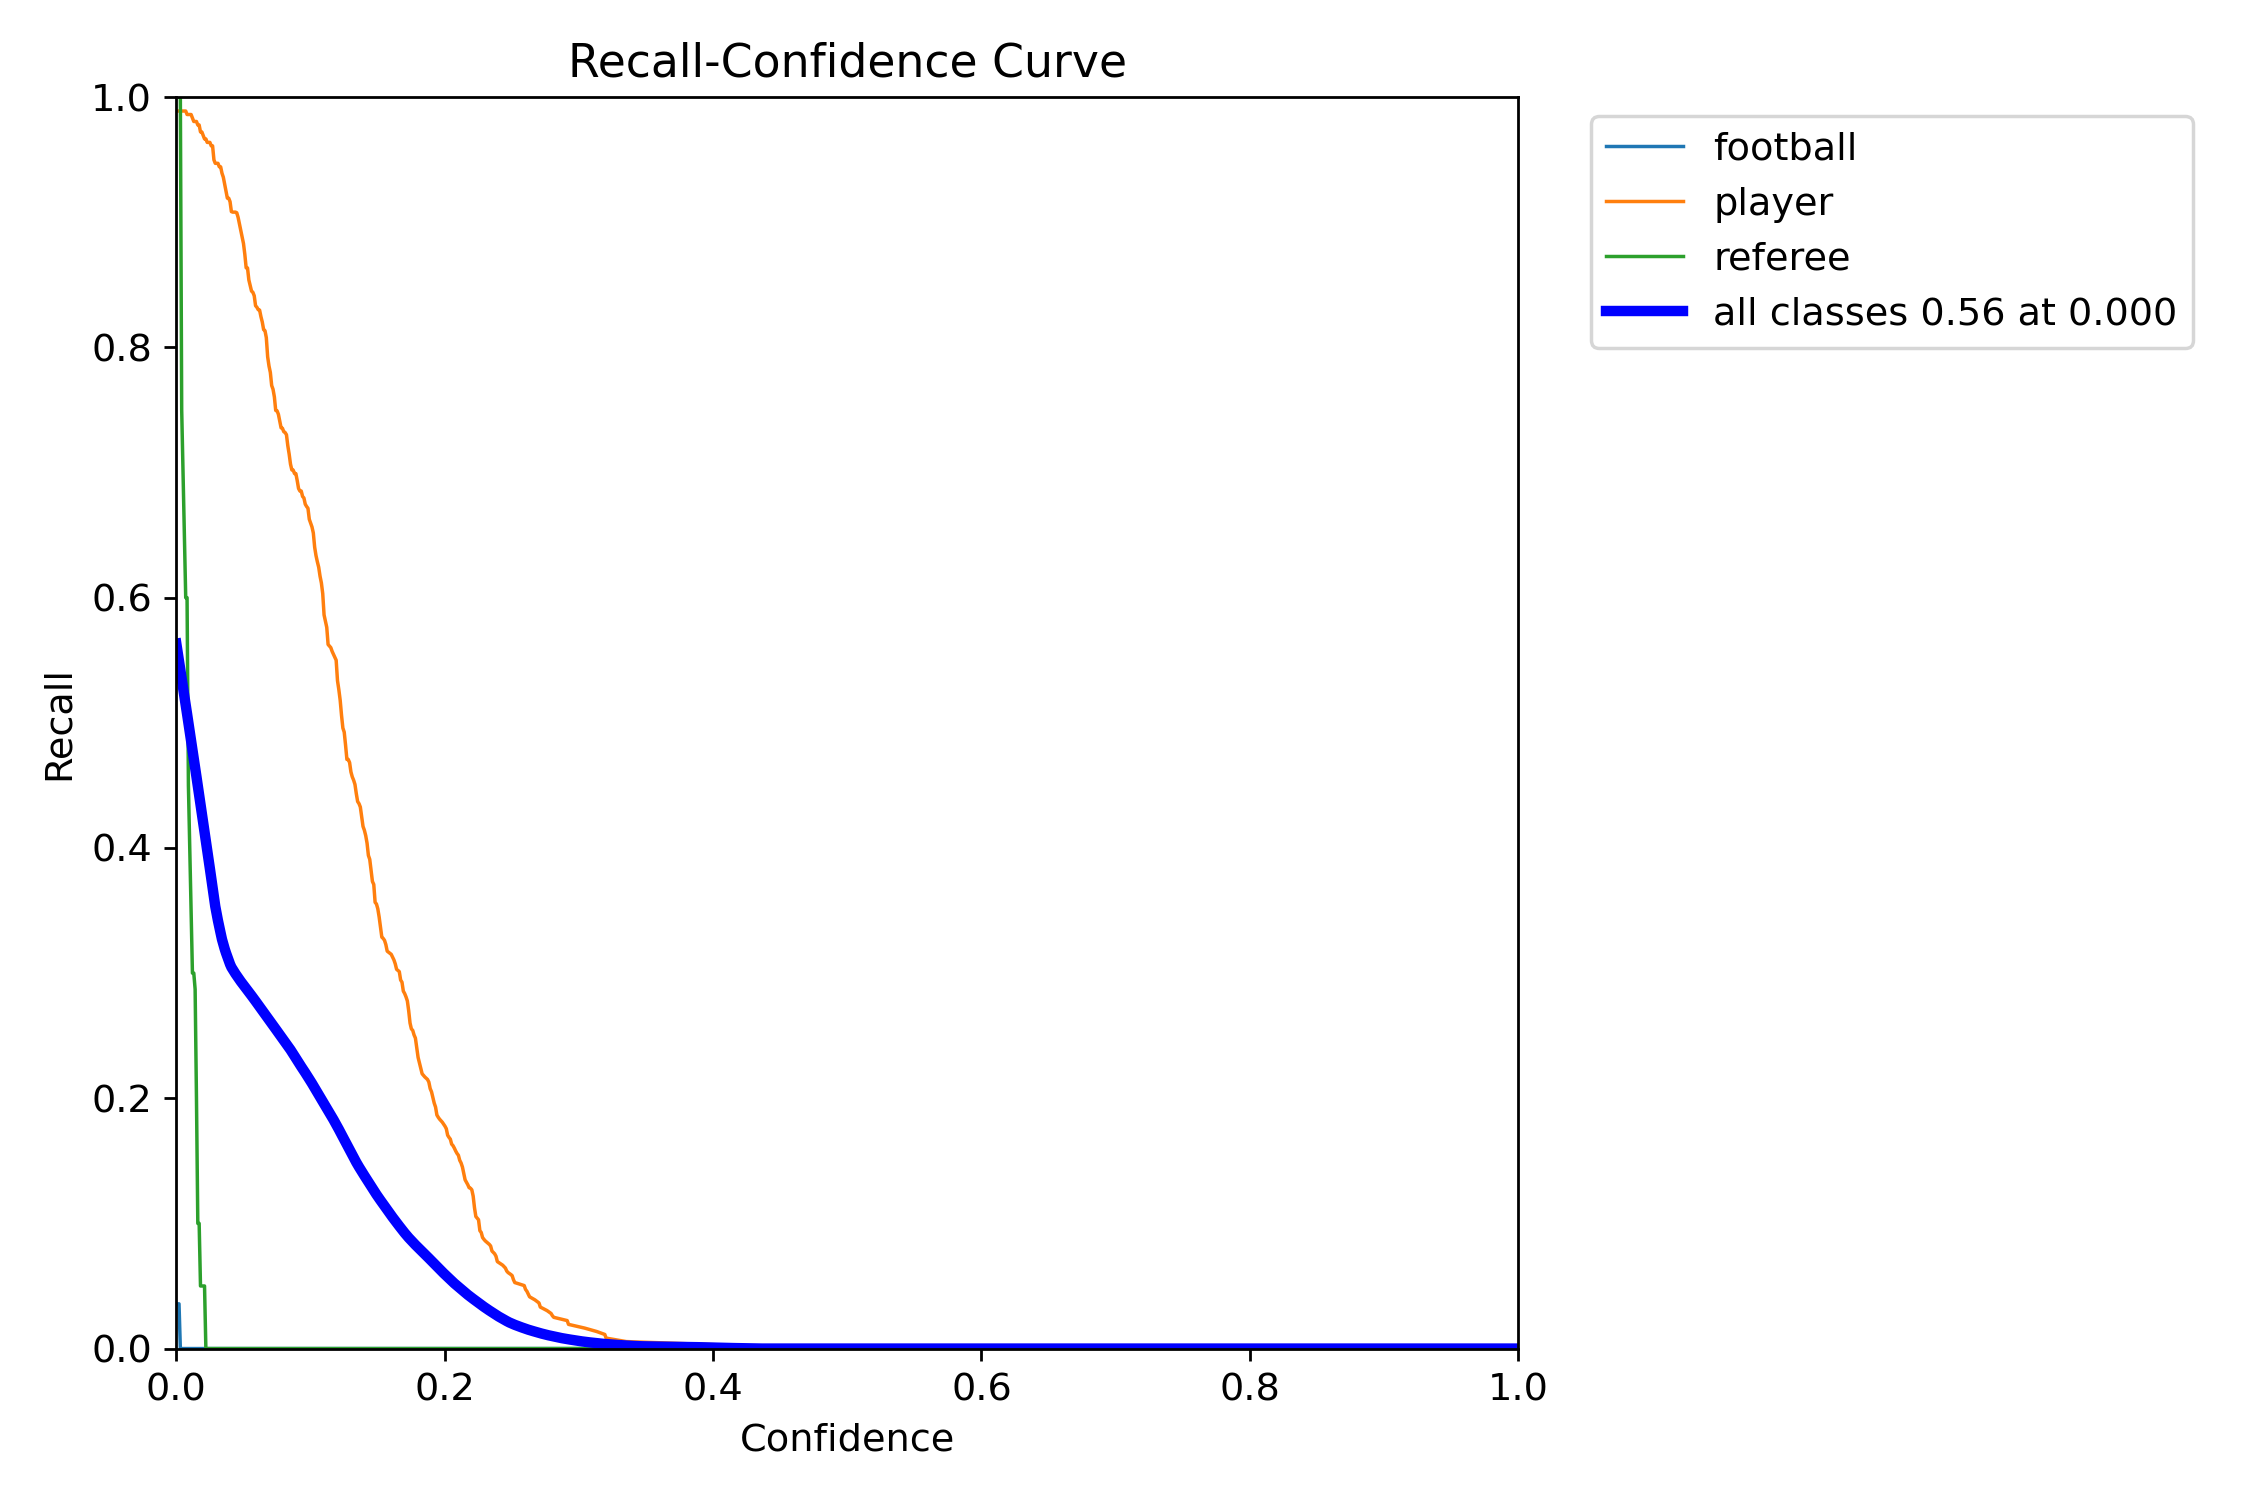 Recall-Confidence Curve
1.0
0.8
0.6
0.4
0.2
0.0
Recall
0.0 0.2 0.4 0.6 0.8 1.0
Confidence
football
player
referee
all classes 0.56 at 0.000